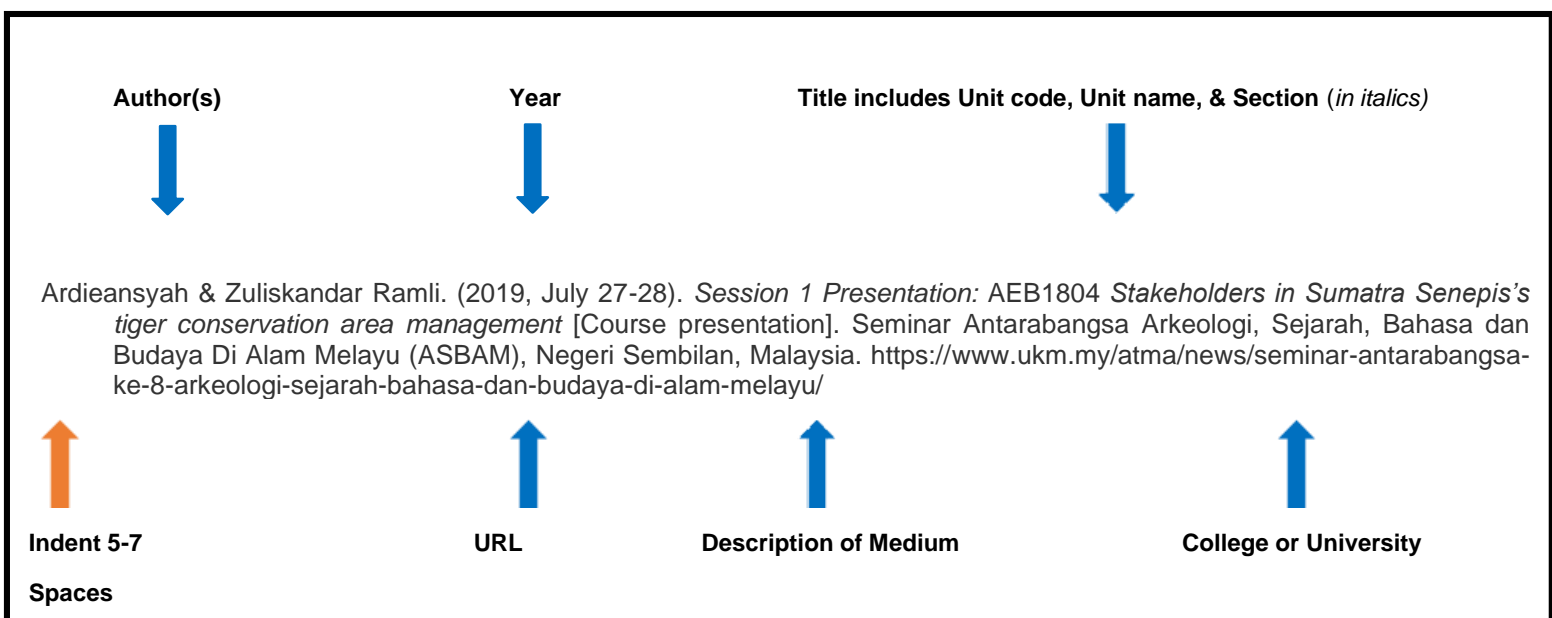 Author(s) Year Title includes Unit code, Unit name, & Section (in italics)
Ardieansyah & Zuliskandar Ramli. (2019, July 27-28). Session 1 Presentation: AEB1804 Stakeholders in Sumatra Senepis's
tiger conservation area management [Course presentation]. Seminar Antarabangsa Arkeologi, Sejarah, Bahasa dan
Budaya Di Alam Melayu (ASBAM), Negeri Sembilan, Malaysia. https://www.ukm.my/atma/news/seminar-antarabangsa-
ke-8-arkeologi-sejarah-bahasa-dan-budaya-di-alam-melayu/
Indent 5-7 URL Description of Medium College or University
Spaces